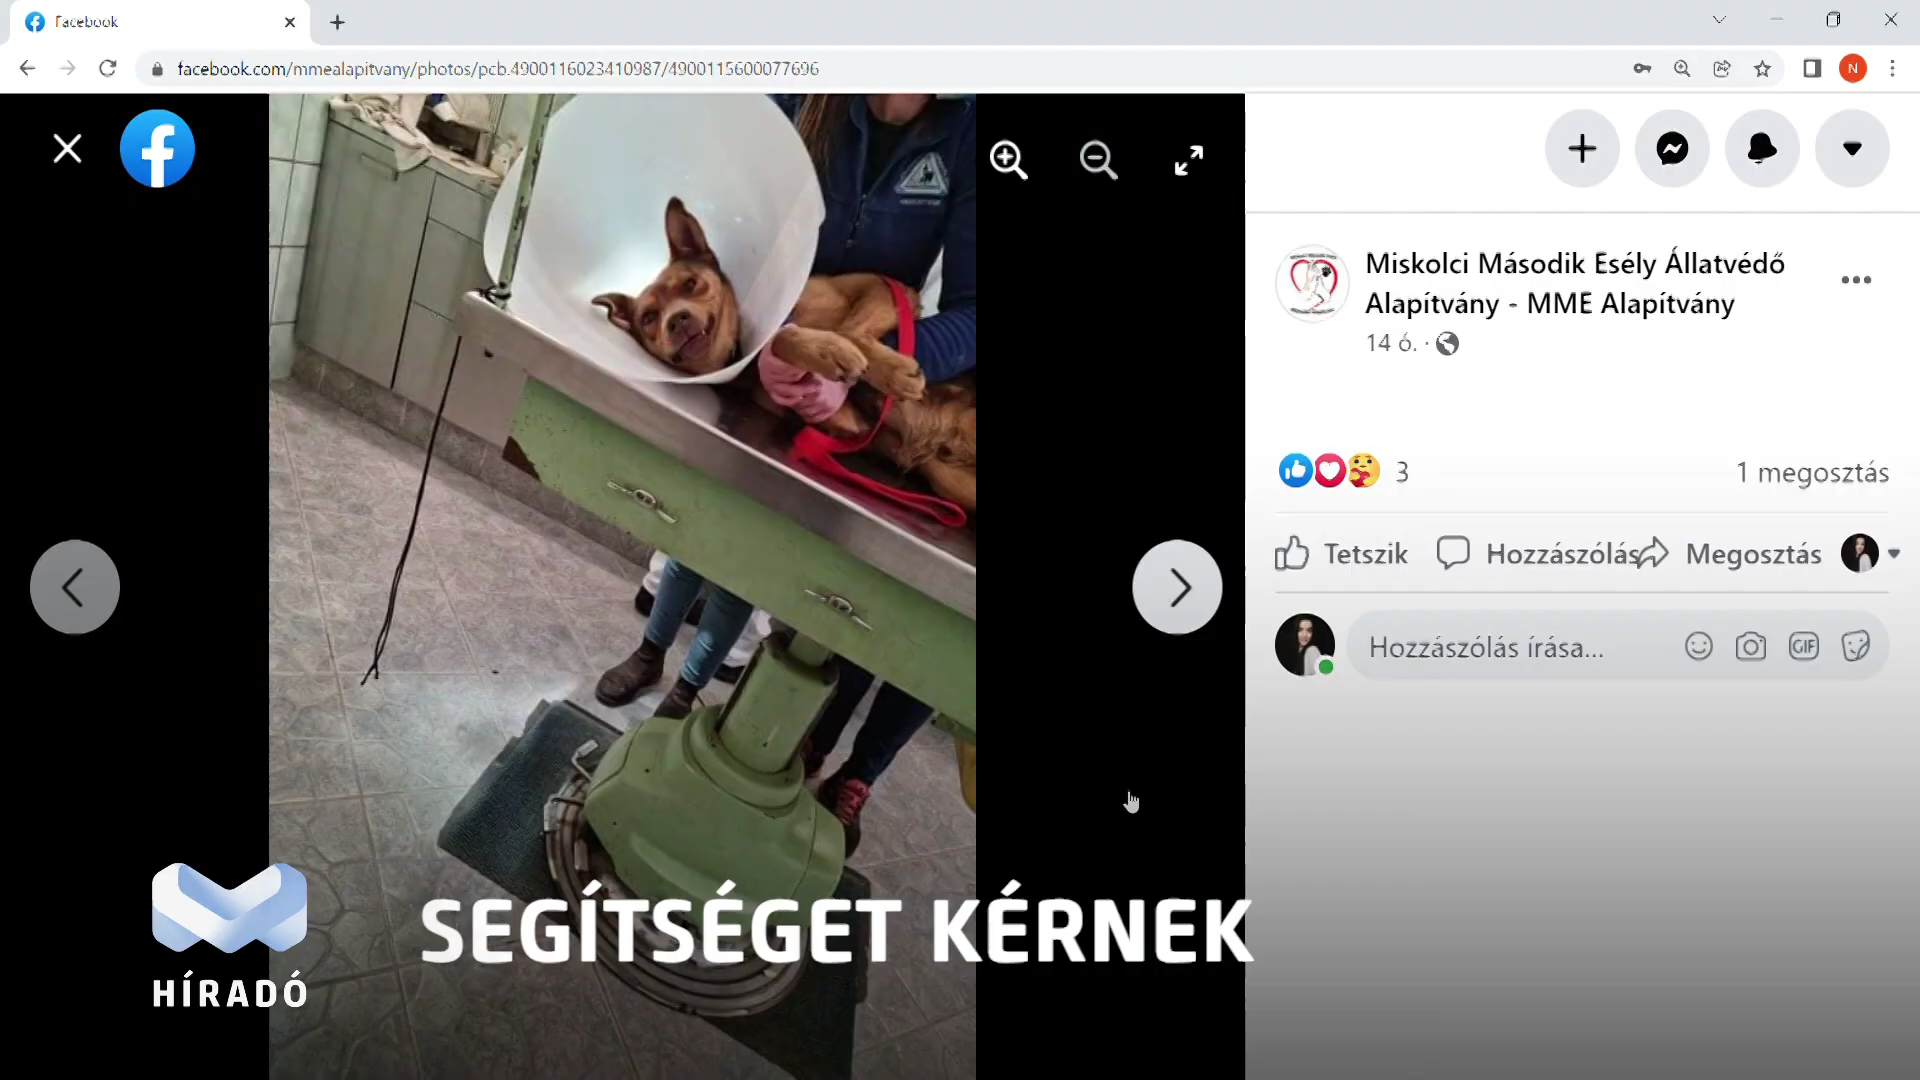 Facebook
facebook.com/mmealapitvany/photos/pcb.4900116023410987/4900115600077696
N
Miskolci Második Esély Állatvédő
Alapítvány - MME Alapítvány
14 ó. ·
3
1 megosztás
Tetszik
Hozzászólás
Megosztás
Hozzászólás írása...
GIF
SEGÍTSÉGET KÉRNEK
HÍRADÓ